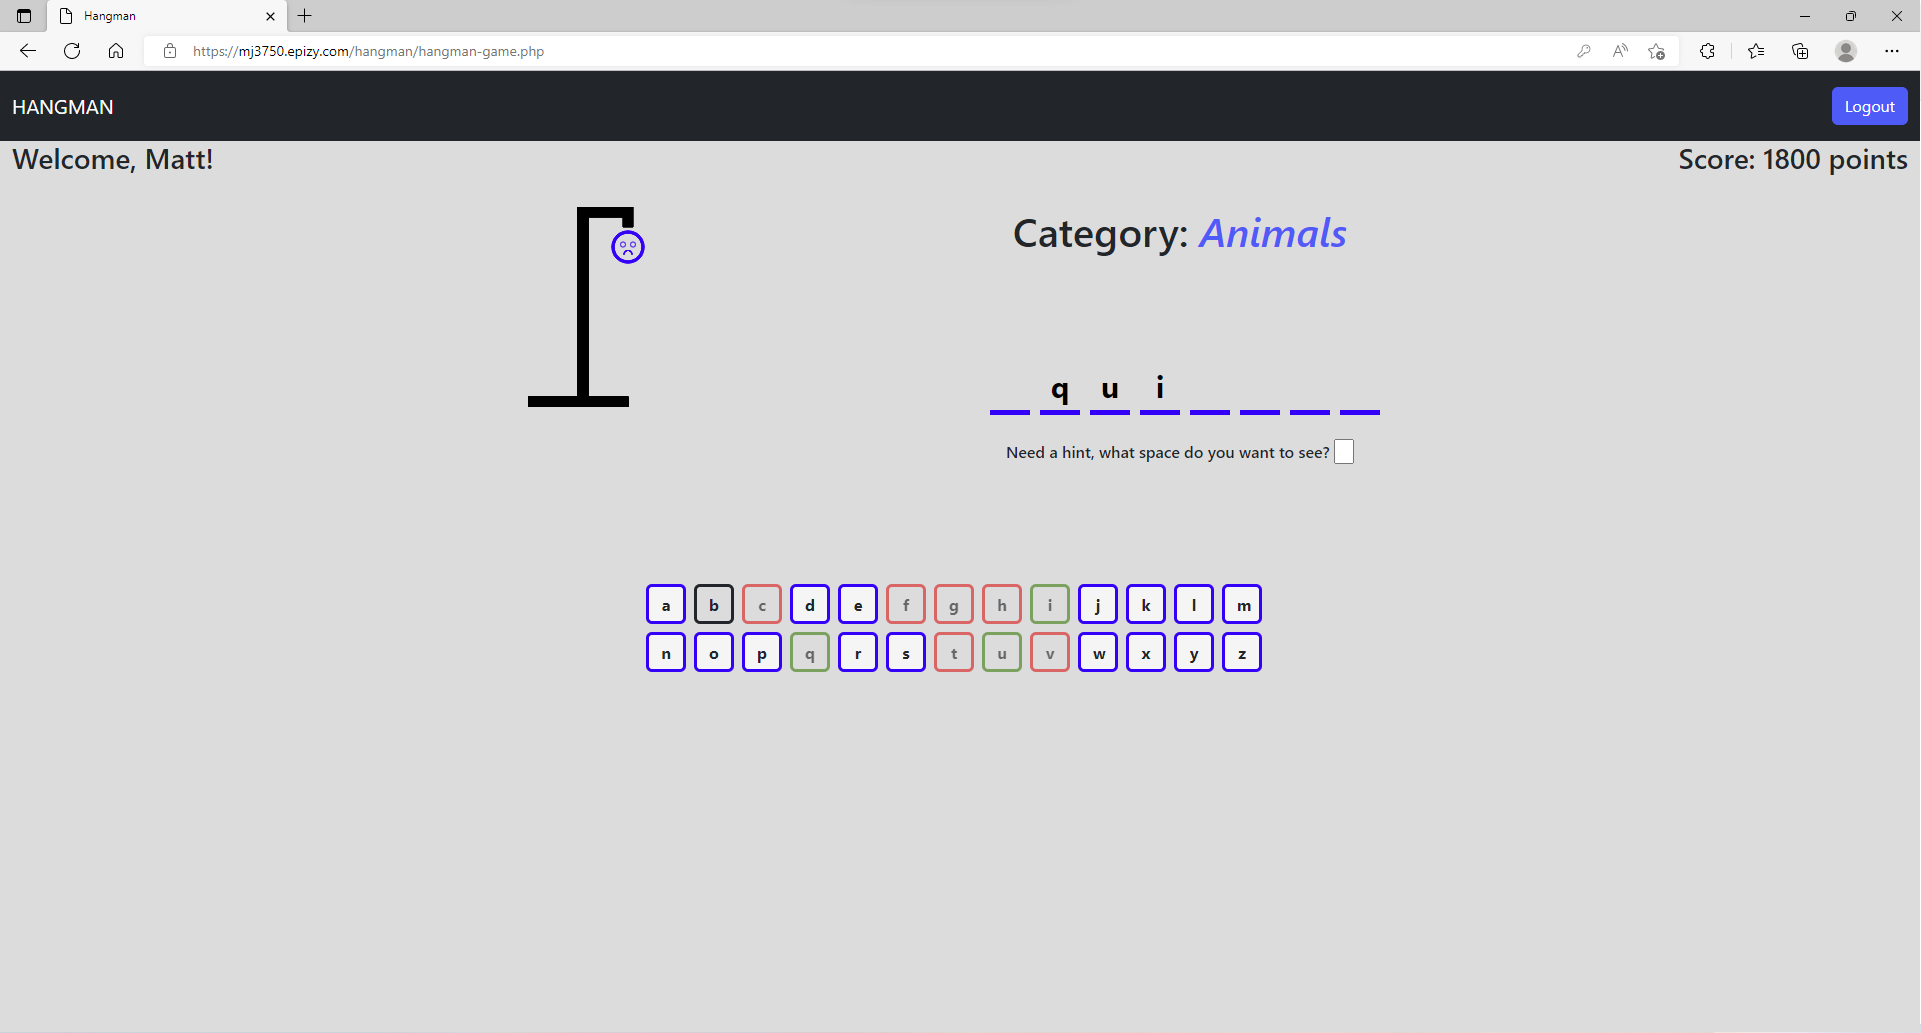 Hangman
https://mj3750.epizy.com/hangman/hangman-game.php
HANGMAN
Logout
Welcome, Matt!
Score: 1800 points
Category: Animals
q u i
Need a hint, what space do you want to see?
a b c d e f g h i j k l m
n o p q r s t u v w x y z